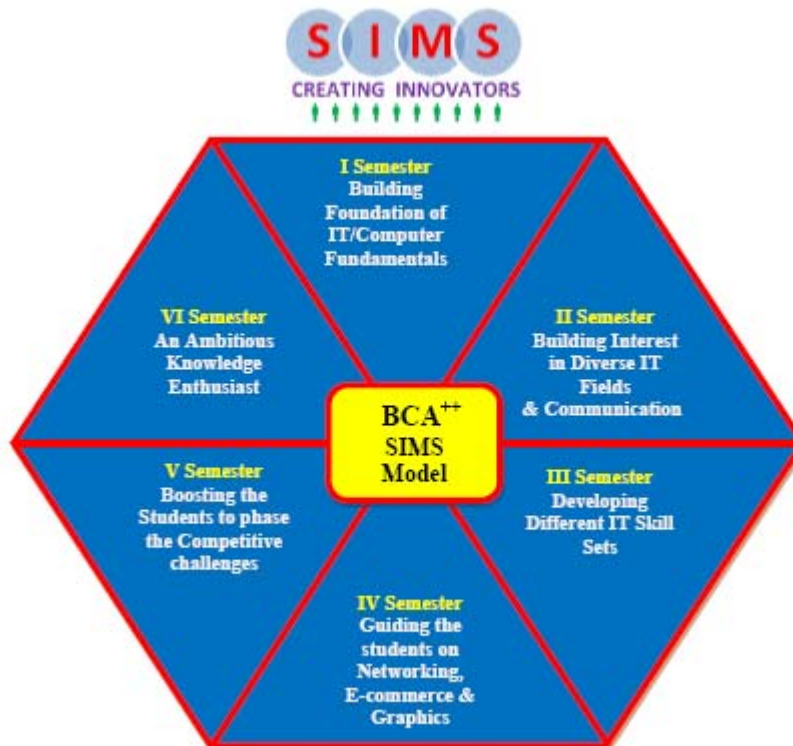 S I M S
CREATING INNOVATORS
I Semester
Building
Foundation of
IT/Computer
Fundamentals
II Semester
Building Interest
in Diverse IT
Fields
& Communication
III Semester
Developing
Different IT Skill
Sets
IV Semester
Guiding the
students on
Networking,
E-commerce &
Graphics
V Semester
Boosting the
Students to phase
the Competitive
challenges
VI Semester
An Ambitious
Knowledge
Enthusiast
BCA++
SIMS
Model